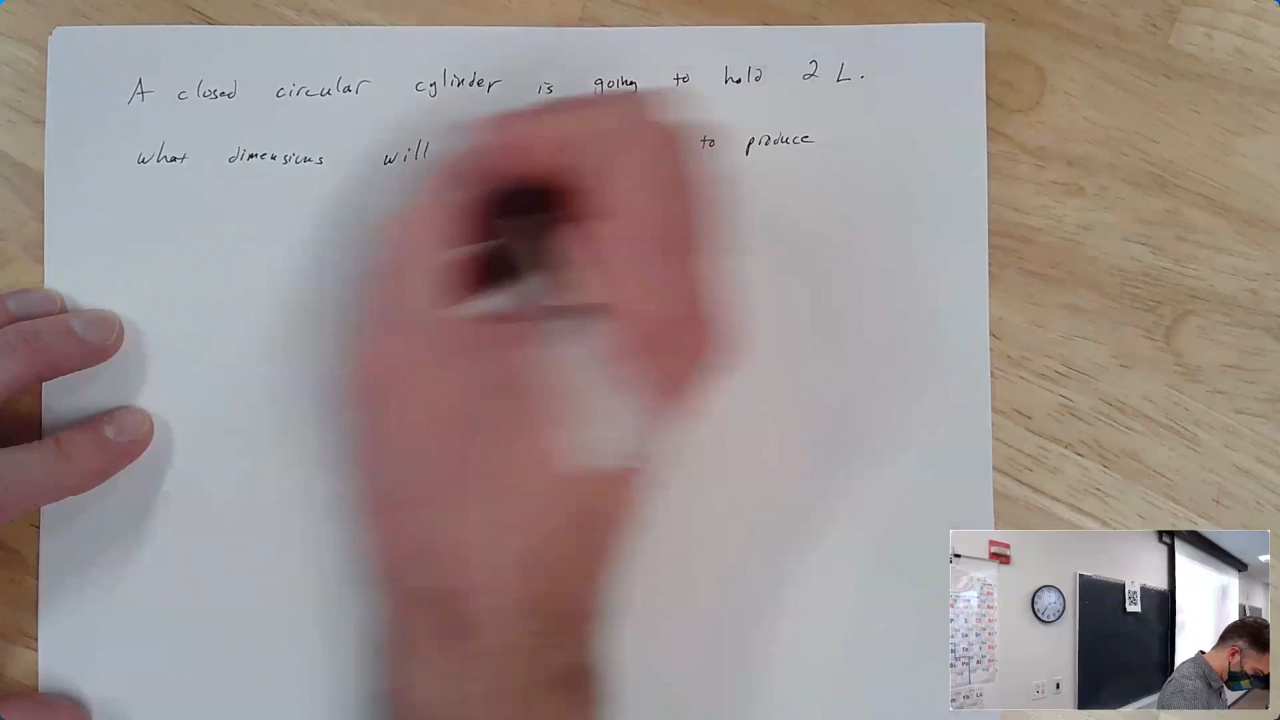 A closed circular cylinder is going to hold 2 L.
what dimensions will to produce